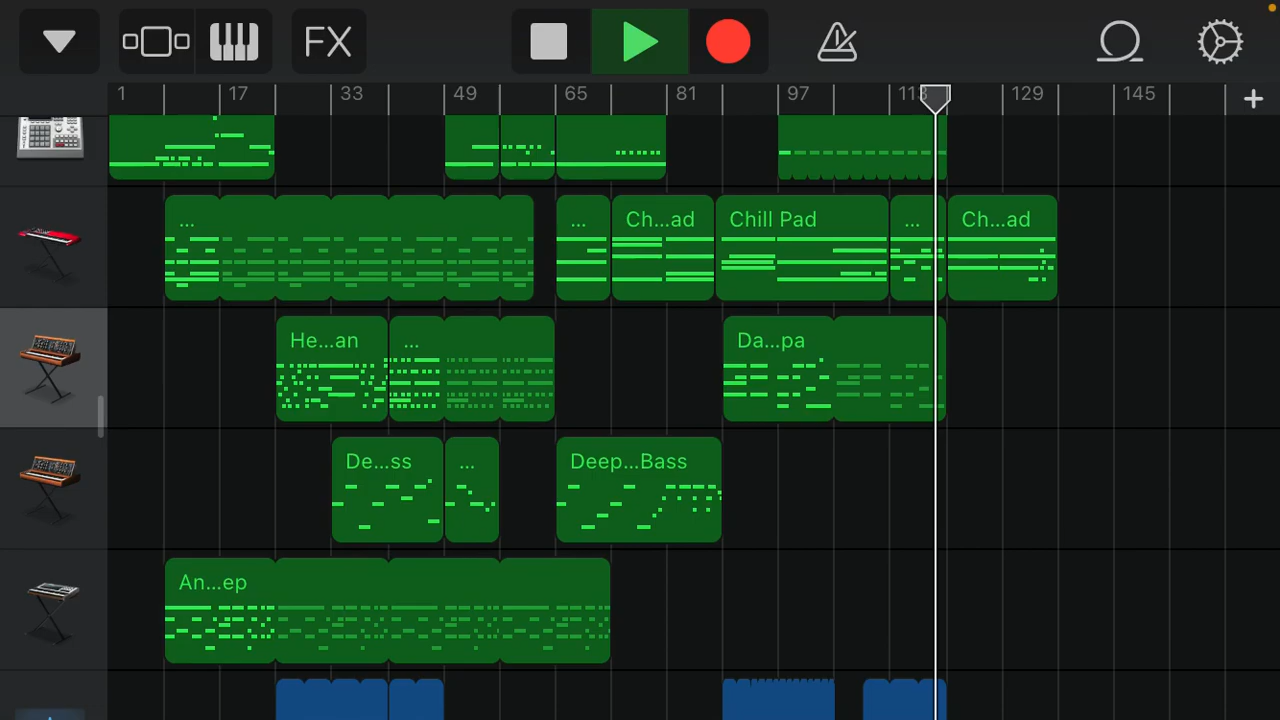 FX
1 17 33 49 65 81 97 113 129 145 +
... ... Ch...ad Chill Pad ... Ch...ad
He...an ... Da...pa
De...ss ... Deep...Bass
An...ep